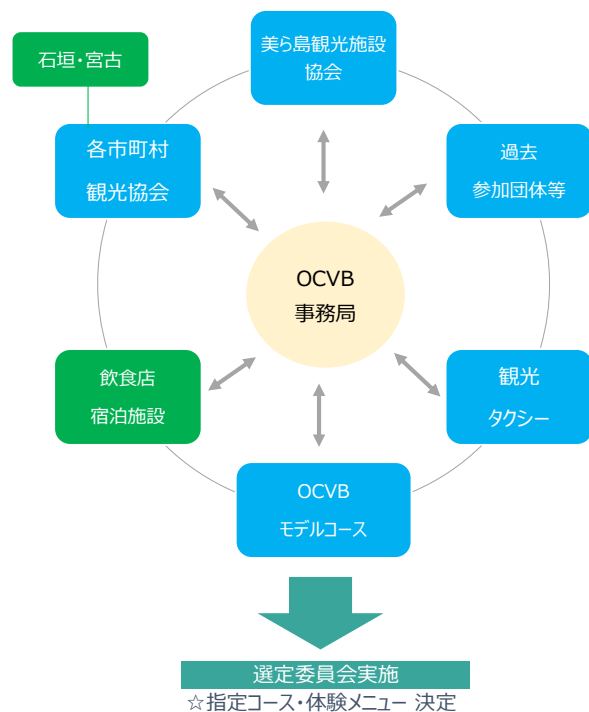 美ら島観光施設
協会
石垣・宮古
各市町村
観光協会
過去
参加団体等
OCVB
事務局
飲食店
宿泊施設
観光
タクシー
OCVB
モデルコース
選定委員会実施
☆指定コース・体験メニュー 決定